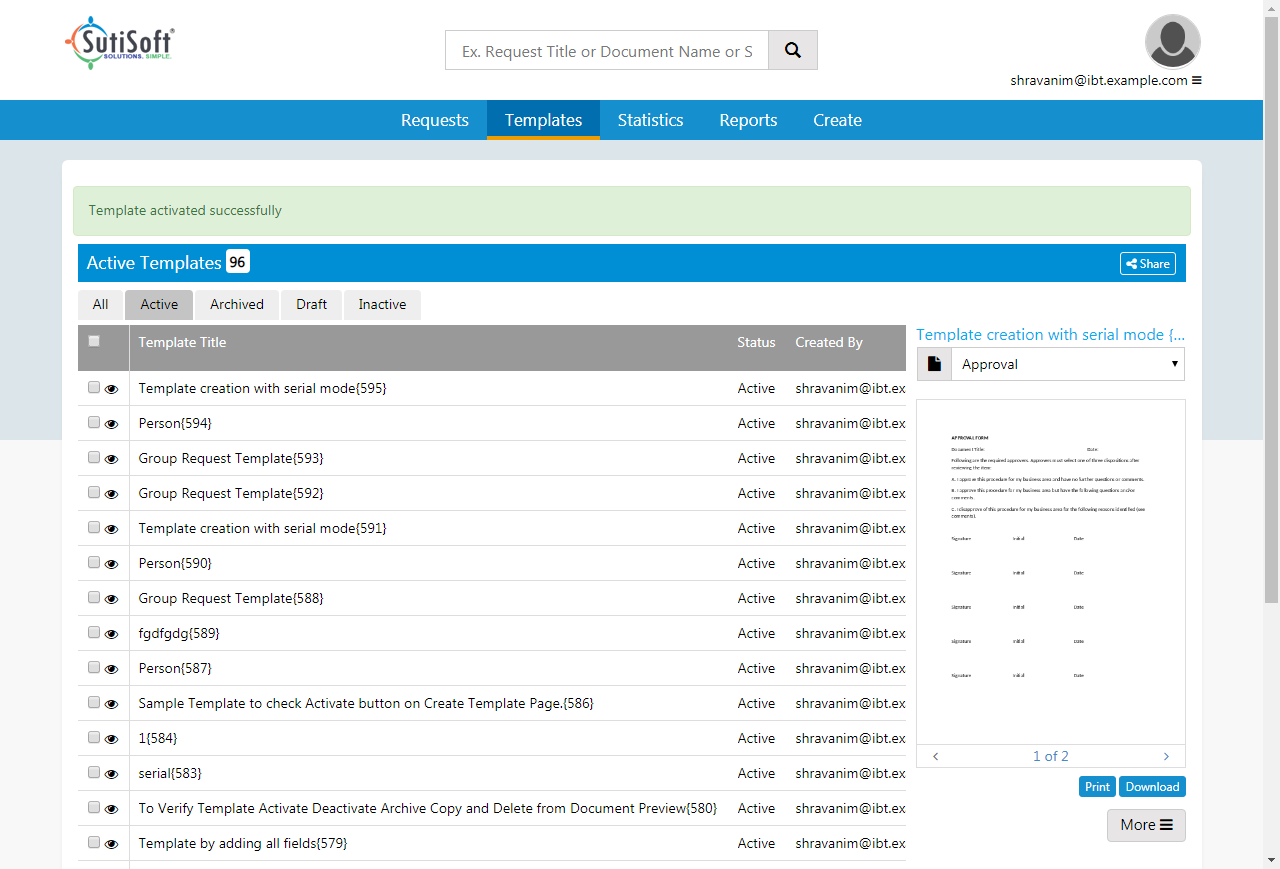 SutiSoft®
SOLUTIONS. SIMPLE.
Ex. Request Title or Document Name or S
shravanim@ibt.example.com
Requests Templates Statistics Reports Create
Template activated successfully
Active Templates 96
Share
All Active Archived Draft Inactive
Template Title Status Created By
Template creation with serial mode{595} Active shravanim@ibt.ex
Person{594} Active shravanim@ibt.ex
Group Request Template{593} Active shravanim@ibt.ex
Group Request Template{592} Active shravanim@ibt.ex
Template creation with serial mode{591} Active shravanim@ibt.ex
Person{590} Active shravanim@ibt.ex
Group Request Template{588} Active shravanim@ibt.ex
fgdfgdg{589} Active shravanim@ibt.ex
Person{587} Active shravanim@ibt.ex
Sample Template to check Activate button on Create Template Page.{586} Active shravanim@ibt.ex
1{584} Active shravanim@ibt.ex
serial{583} Active shravanim@ibt.ex
To Verify Template Activate Deactivate Archive Copy and Delete from Document Preview{580} Active shravanim@ibt.ex
Template by adding all fields{579} Active shravanim@ibt.ex
Template creation with serial mode {...
Approval
APPROVAL FORM
Document Title: Date:
Following are the required approvers. Approvers must select one of three dispositions after
reviewing the item:
A. I approve this procedure for my business area and have no further questions or comments.
B. I approve this procedure for my business area but have the following questions and/or
comments.
C. I disapprove of this procedure for my business area for the following reasons identified (see
comments).
Signature Initial Date
Signature Initial Date
Signature Initial Date
Signature Initial Date
Signature Initial Date
1 of 2
Print Download
More